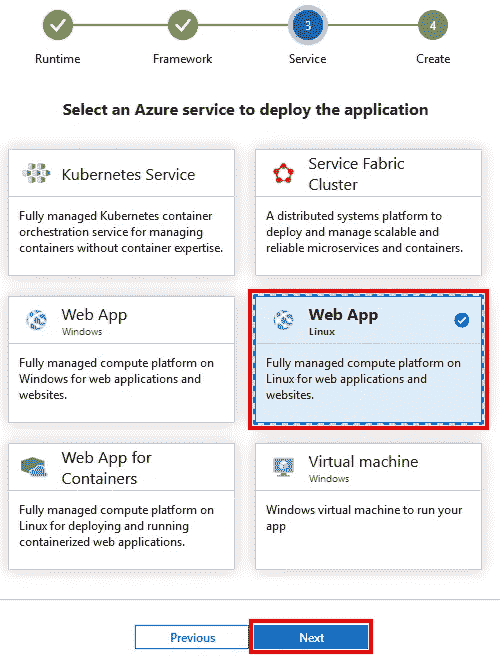 3
4
Runtime
Framework
Service
Create
Select an Azure service to deploy the application
Kubernetes Service
Fully managed Kubernetes container
orchestration service for managing
containers without container expertise.
Service Fabric
Cluster
A distributed systems platform to
deploy and manage scalable and
reliable microservices and containers.
Web App
Windows
Fully managed compute platform on
Windows for web applications and
websites.
Web App
Linux
Fully managed compute platform on
Linux for web applications and
websites.
Web App for
Containers
Fully managed compute platform on
Linux for deploying and running
containerized web applications.
Virtual machine
Windows
Windows virtual machine to run your
app
Previous
Next